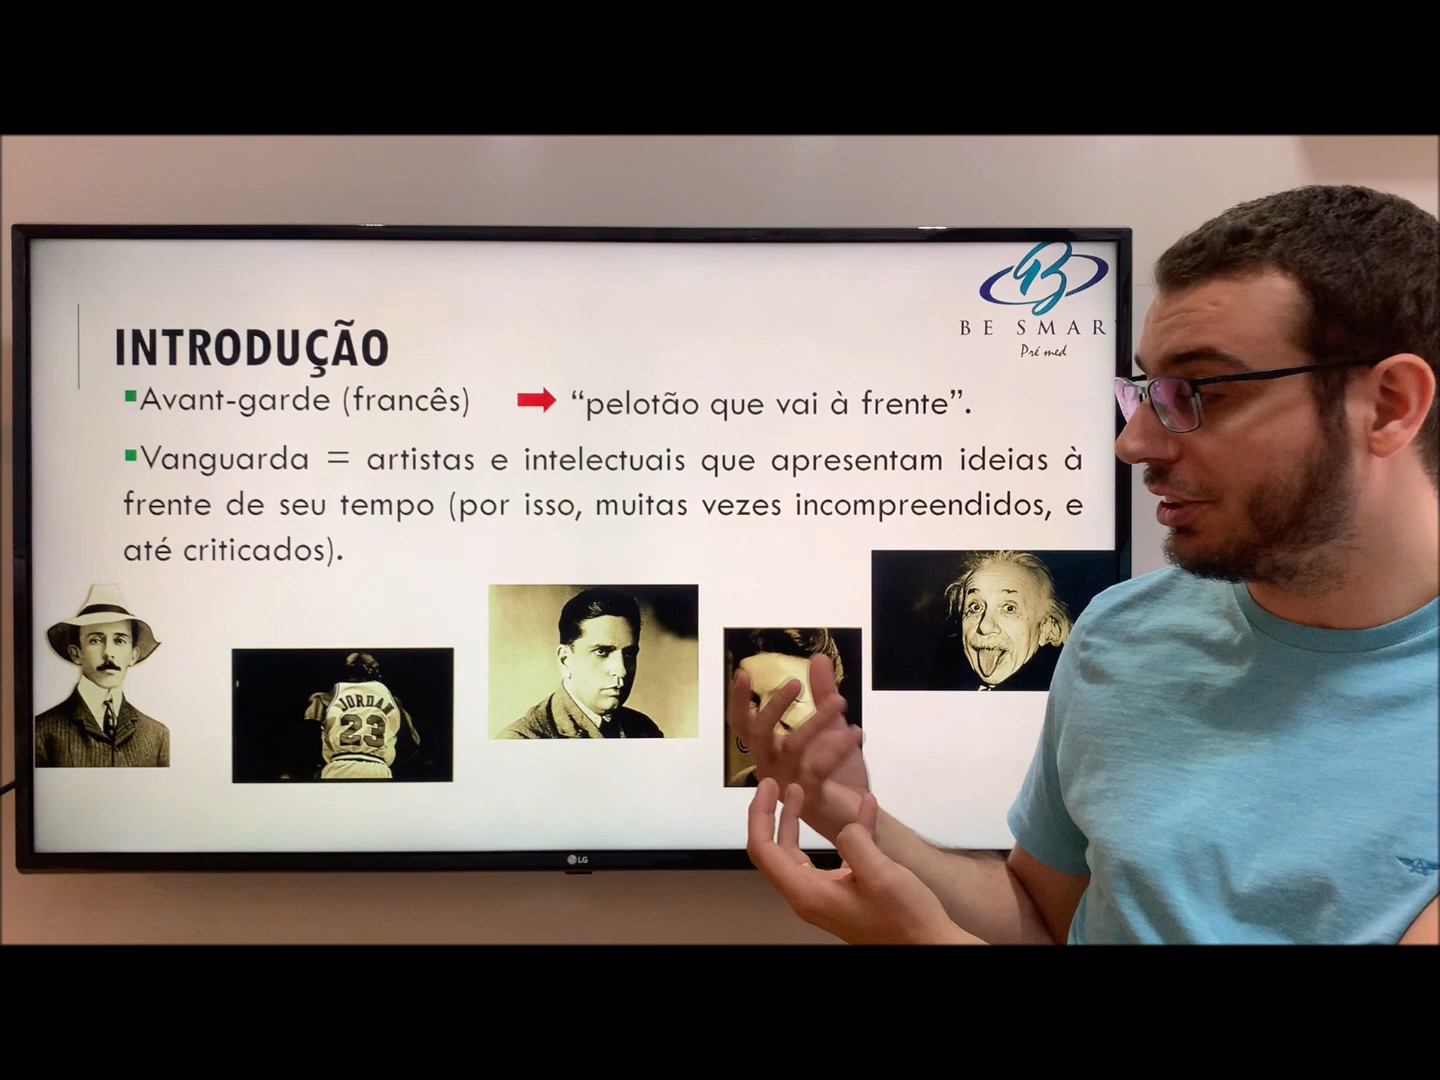 BE SMAR
Pré med
INTRODUÇÃO
Avant-garde (francês) “pelotão que vai à frente”.
Vanguarda = artistas e intelectuais que apresentam ideias à
frente de seu tempo (por isso, muitas vezes incompreendidos, e
até criticados).
JORDAN
23
LG